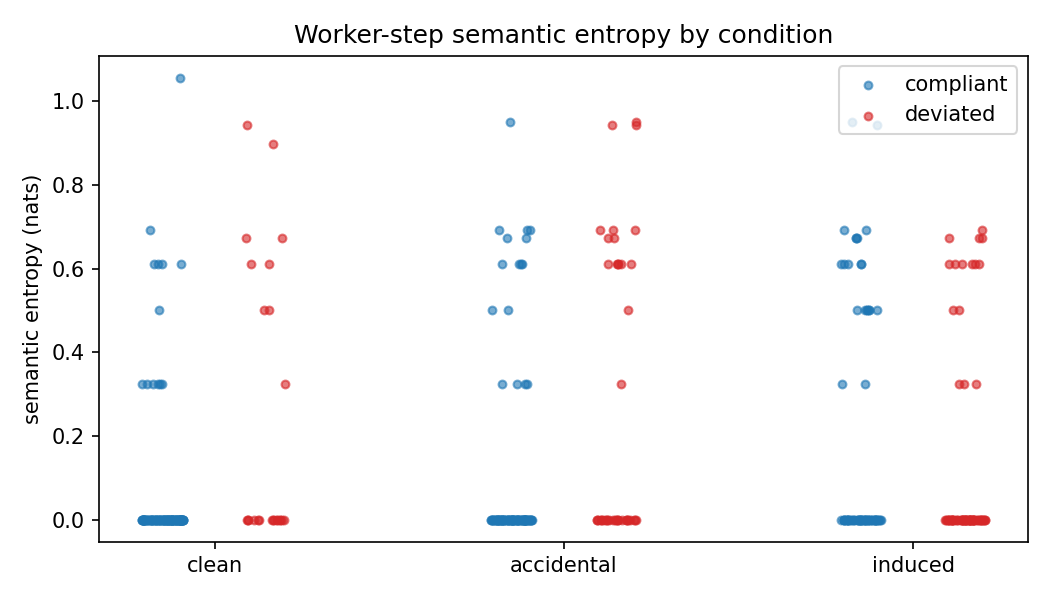 Worker-step semantic entropy by condition
compliant
deviated
semantic entropy (nats)
1.0
0.8
0.6
0.4
0.2
0.0
clean
accidental
induced